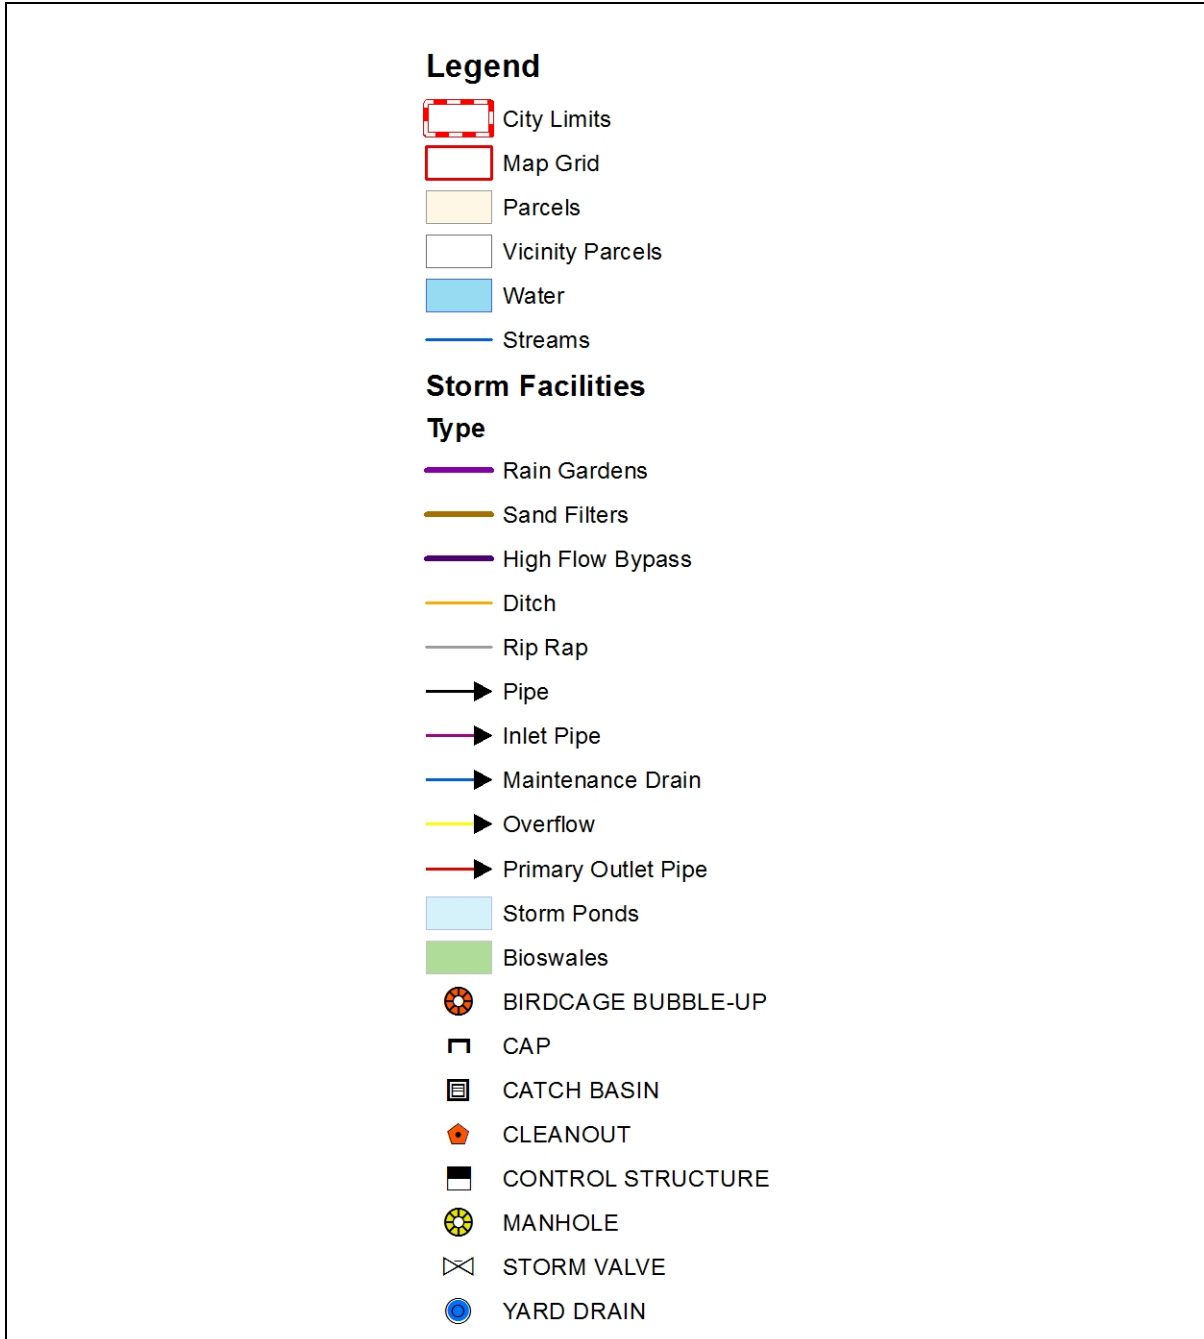 Legend
City Limits
Map Grid
Parcels
Vicinity Parcels
Water
Streams
Storm Facilities
Type
Rain Gardens
Sand Filters
High Flow Bypass
Ditch
Rip Rap
Pipe
Inlet Pipe
Maintenance Drain
Overflow
Primary Outlet Pipe
Storm Ponds
Bioswales
BIRDCAGE BUBBLE-UP
CAP
CATCH BASIN
CLEANOUT
CONTROL STRUCTURE
MANHOLE
STORM VALVE
YARD DRAIN